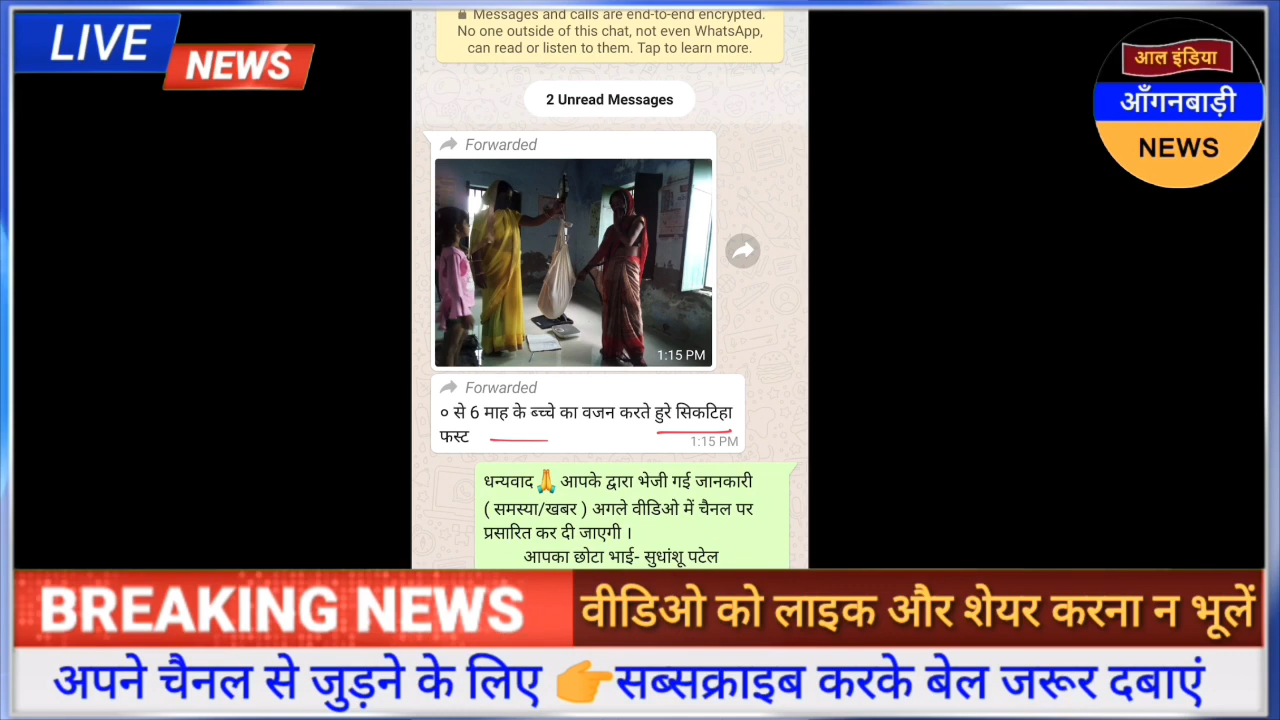 LIVE
NEWS
आल इंडिया
आँगनबाड़ी
NEWS
Messages and calls are end-to-end encrypted.
No one outside of this chat, not even WhatsApp,
can read or listen to them. Tap to learn more.
2 Unread Messages
Forwarded
1:15 PM
Forwarded
० से 6 माह के ब्च्चे का वजन करते हुरे सिकटिहा
फस्ट
1:15 PM
धन्यवाद🙏आपके द्वारा भेजी गई जानकारी
( समस्या/खबर ) अगले वीडिओ में चैनल पर
प्रसारित कर दी जाएगी ।
आपका छोटा भाई- सुधांशू पटेल
BREAKING NEWS
वीडिओ को लाइक और शेयर करना न भूलें
अपने चैनल से जुड़ने के लिए 👉सब्सक्राइब करके बेल जरूर दबाएं